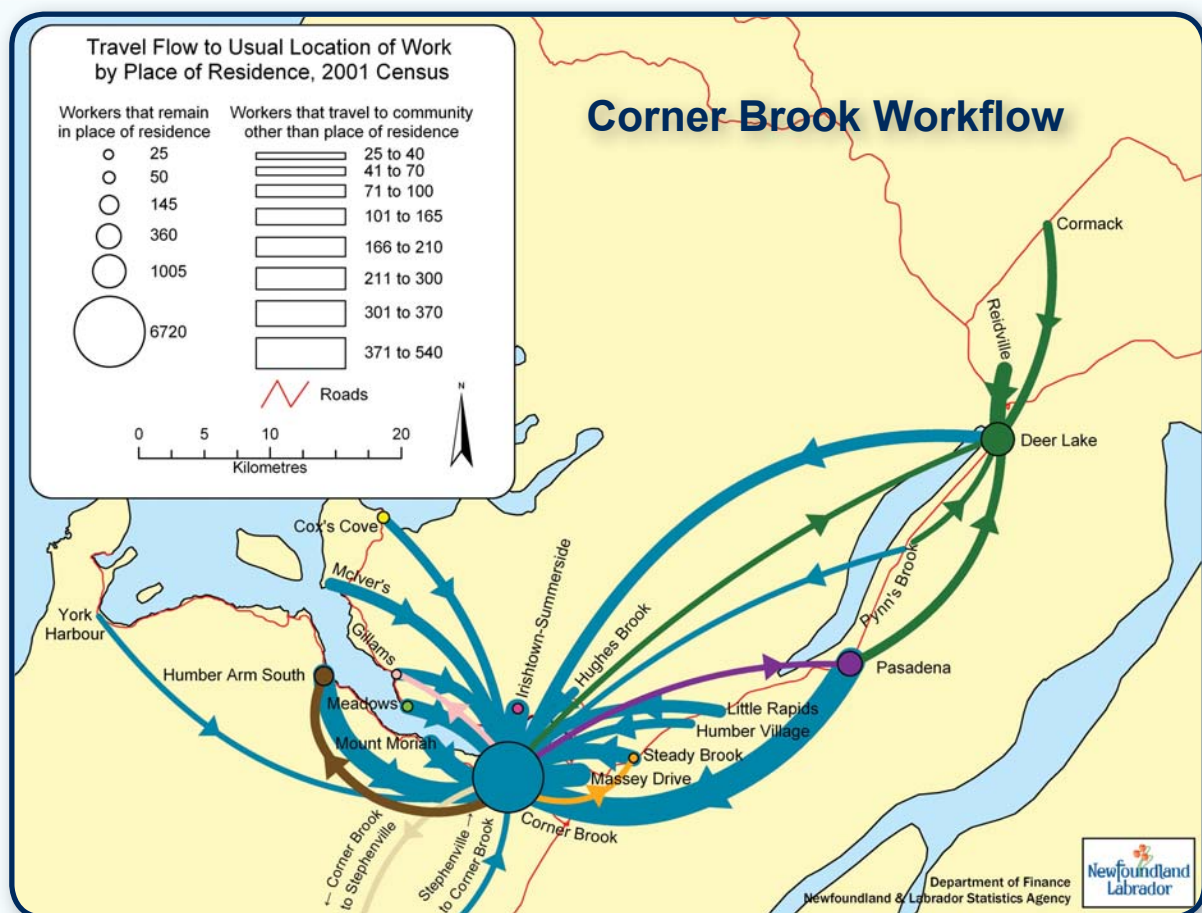 Travel Flow to Usual Location of Work
by Place of Residence, 2001 Census
Workers that remain
in place of residence
25
50
145
360
1005
6720
Workers that travel to community
other than place of residence
25 to 40
41 to 70
71 to 100
101 to 165
166 to 210
211 to 300
301 to 370
371 to 540
Roads
N
0 5 10 20
Kilometres
Corner Brook Workflow
Cormack
Reidville
Deer Lake
Cox's Cove
McIver's
Irishtown-Summerside
Hughes Brook
Pynn's Brook
York
Harbour
Gillams
Humber Arm South
Pasadena
Meadows
Little Rapids
Humber Village
Mount Moriah
Steady Brook
Massey Drive
Corner Brook
← Corner Brook
to Stephenville
Stephenville →
to Corner Brook
Department of Finance
Newfoundland & Labrador Statistics Agency
Newfoundland
Labrador